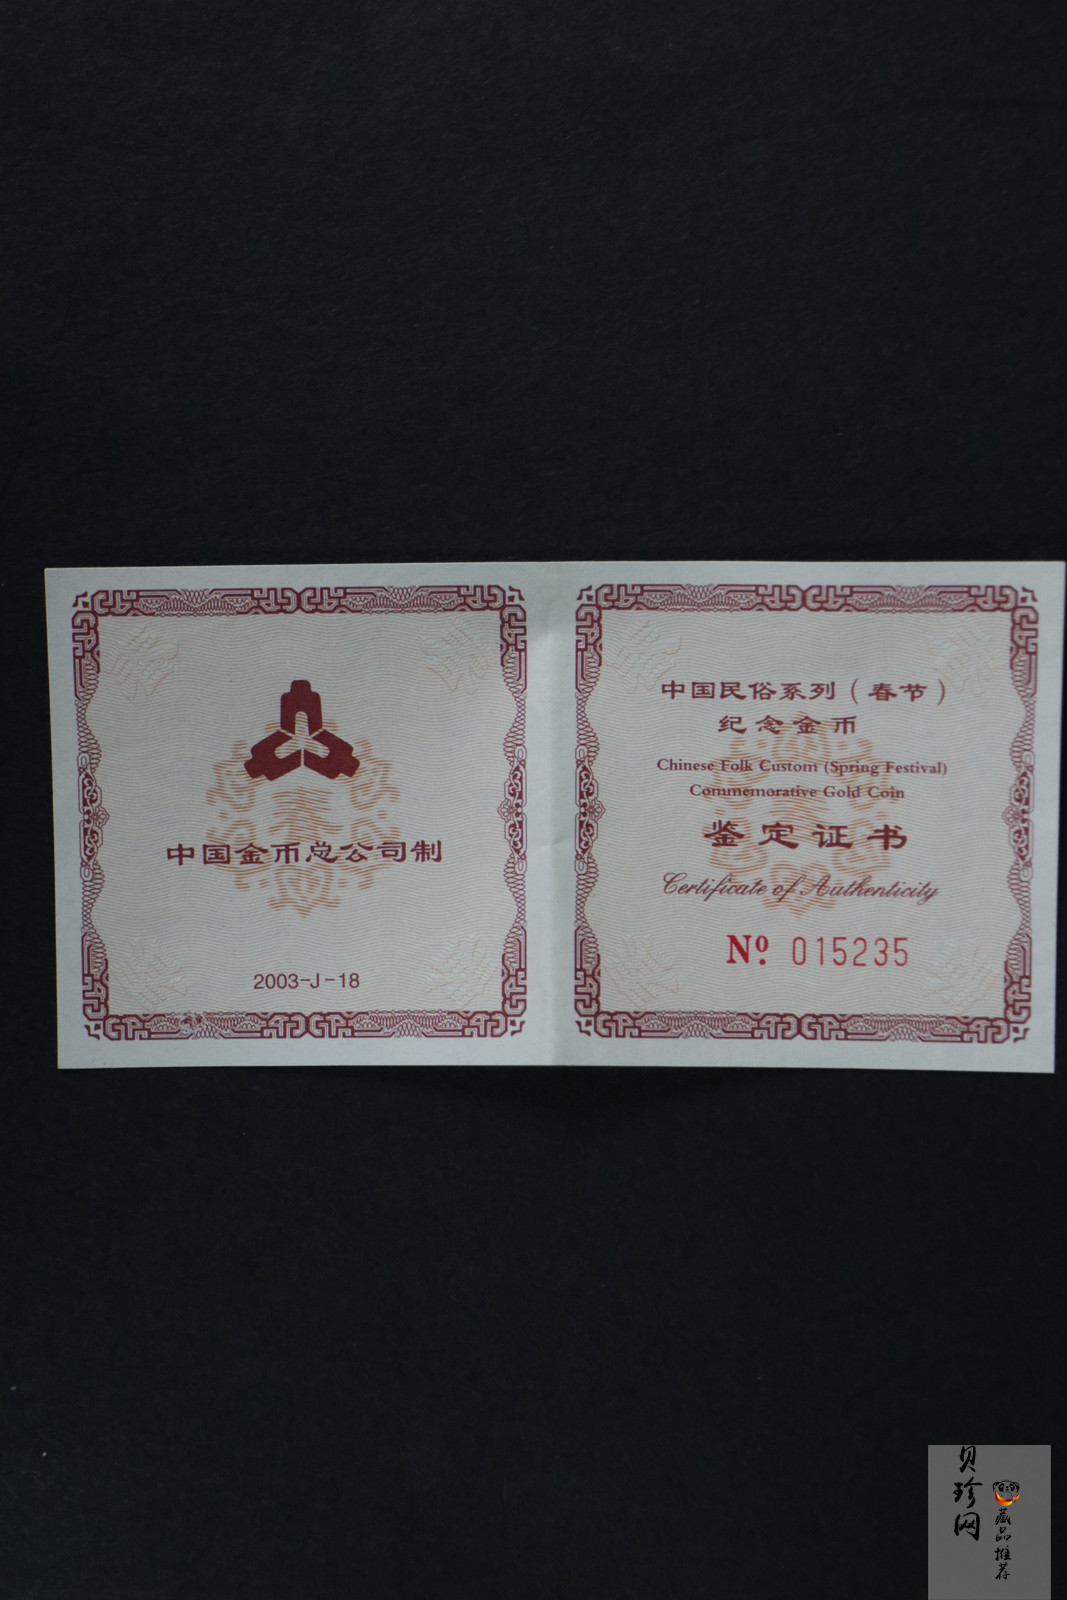 中国金币总公司制
2003-J-18
中国民俗系列（春节）
纪念金币
Chinese Folk Custom (Spring Festival)
Commemorative Gold Coin
鉴定证书
Certificate of Authenticity
Nº. 015235
贝珍网
藏品推荐